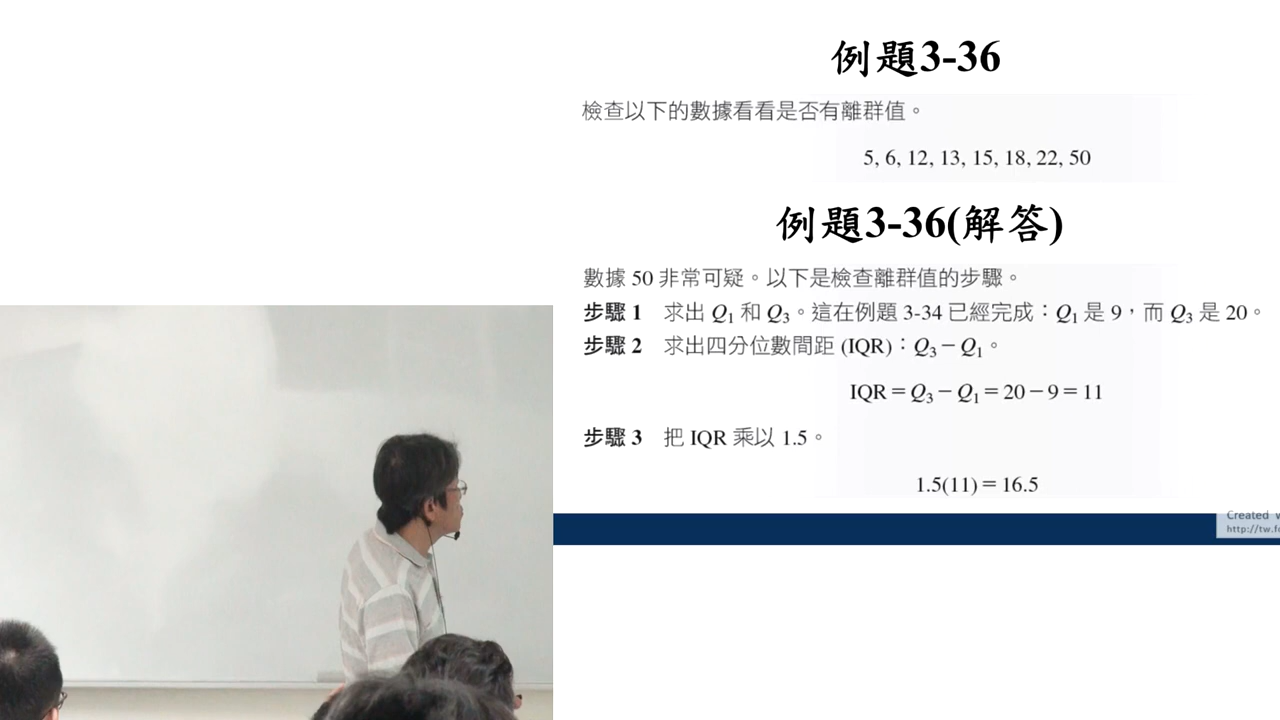 例題3-36
檢查以下的數據看看是否有離群值。
5, 6, 12, 13, 15, 18, 22, 50
例題3-36(解答)
數據 50 非常可疑。以下是檢查離群值的步驟。
步驟 1 求出 Q₁ 和 Q₃。這在例題 3-34 已經完成：Q₁ 是 9，而 Q₃ 是 20。
步驟 2 求出四分位數間距 (IQR)：Q₃－Q₁。
IQR＝Q₃－Q₁＝20－9＝11
步驟 3 把 IQR 乘以 1.5。
1.5(11)＝16.5
Created
http://tw.fo